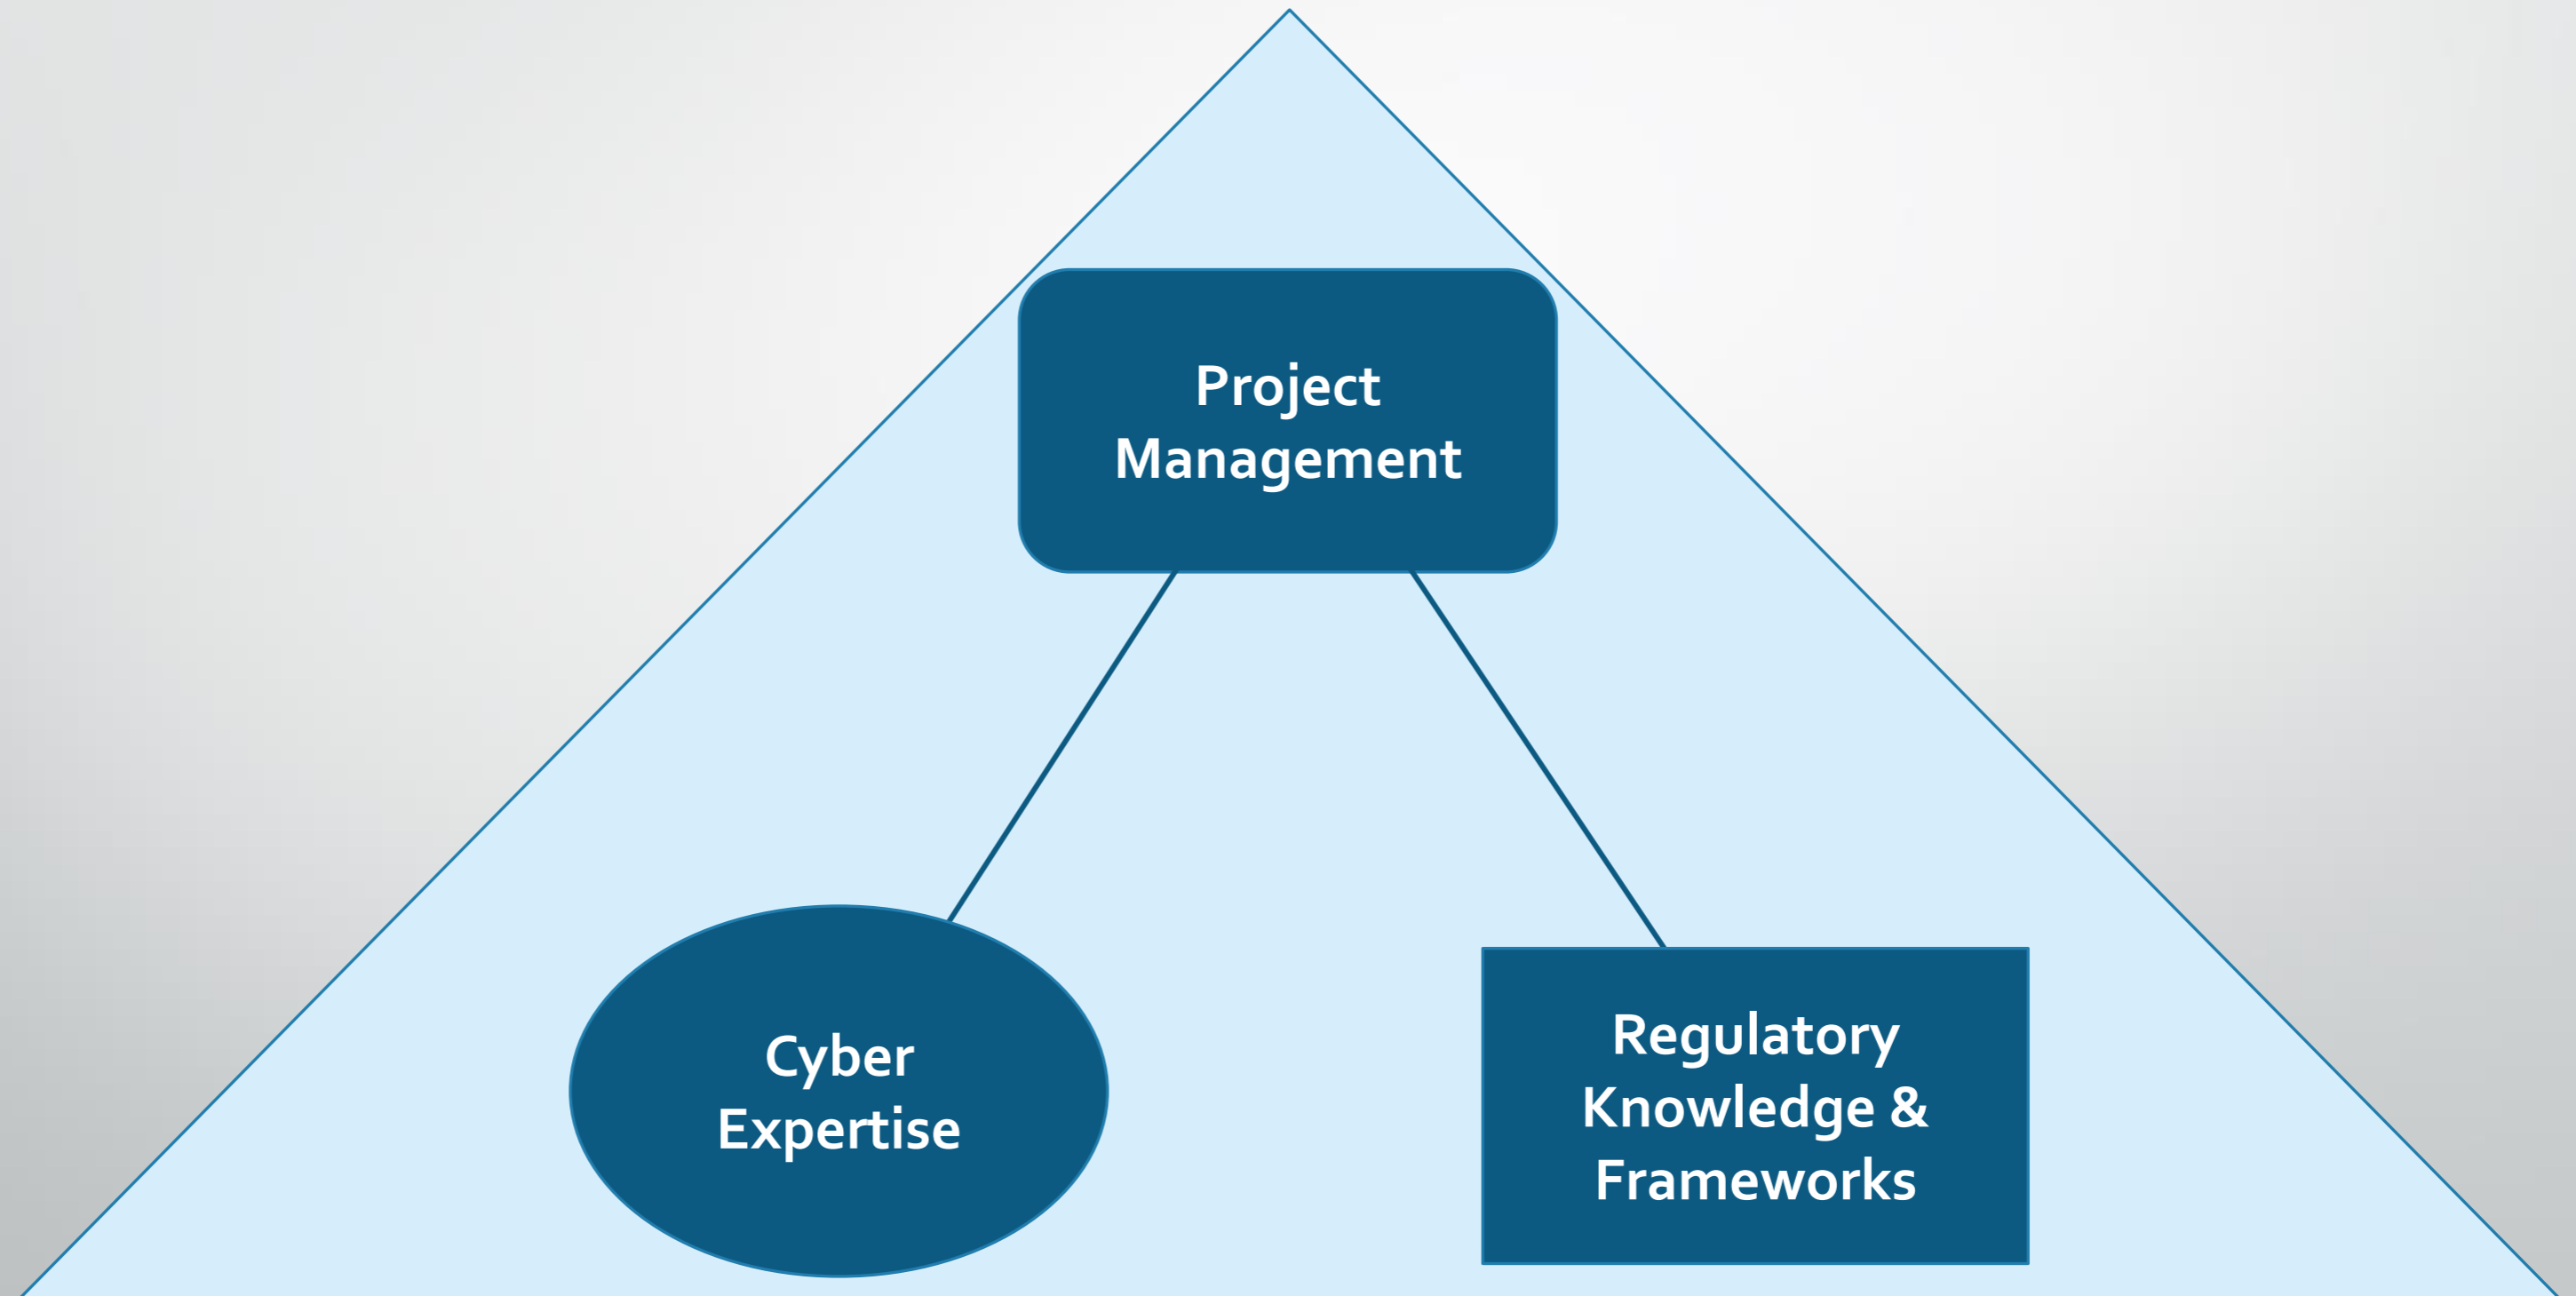 Project
Management
Cyber
Expertise
Regulatory
Knowledge &
Frameworks